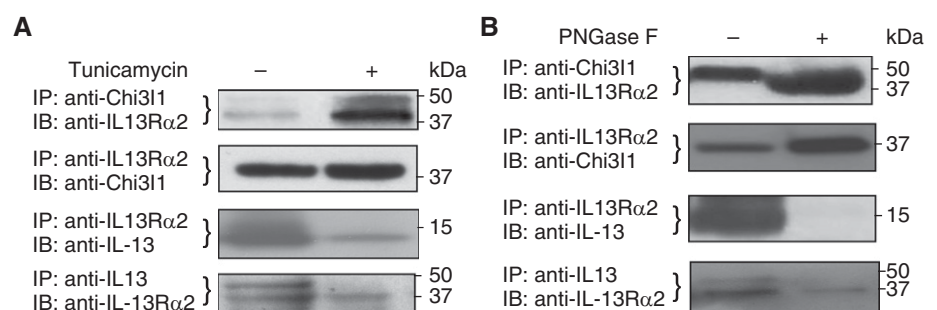 A
Tunicamycin – + kDa
IP: anti-Chi3l1
IB: anti-IL13Rα2
50
37
IP: anti-IL13Rα2
IB: anti-Chi3l1
37
IP: anti-IL13Rα2
IB: anti-IL-13
15
IP: anti-IL13
IB: anti-IL-13Rα2
50
37
B
PNGase F – + kDa
IP: anti-Chi3l1
IB: anti-IL13Rα2
50
37
IP: anti-IL13Rα2
IB: anti-Chi3l1
37
IP: anti-IL13Rα2
IB: anti-IL-13
15
IP: anti-IL13
IB: anti-IL-13Rα2
50
37